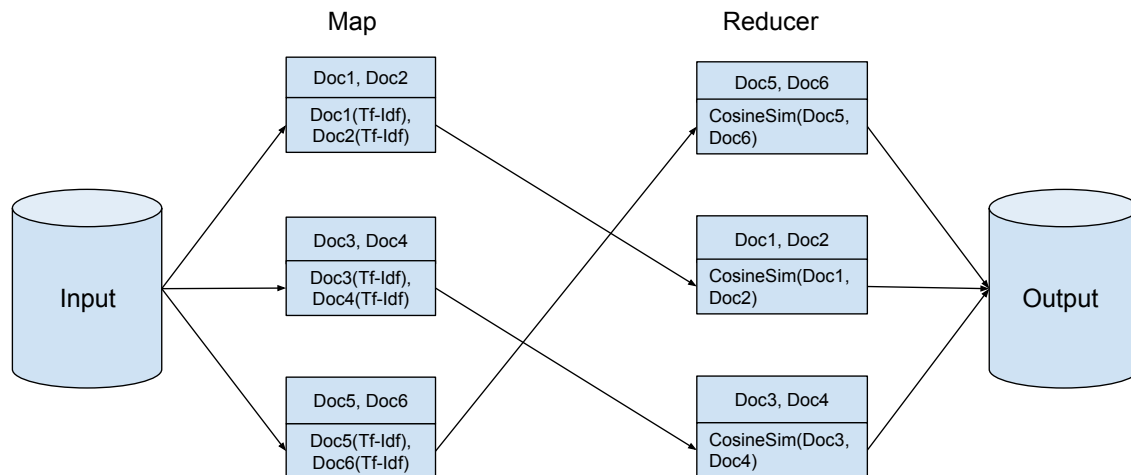 Map
Reducer
Doc1, Doc2
Doc1(Tf-Idf),
Doc2(Tf-Idf)
Doc3, Doc4
Doc3(Tf-Idf),
Doc4(Tf-Idf)
Doc5, Doc6
Doc5(Tf-Idf),
Doc6(Tf-Idf)
Input
Doc5, Doc6
CosineSim(Doc5,
Doc6)
Doc1, Doc2
CosineSim(Doc1,
Doc2)
Doc3, Doc4
CosineSim(Doc3,
Doc4)
Output